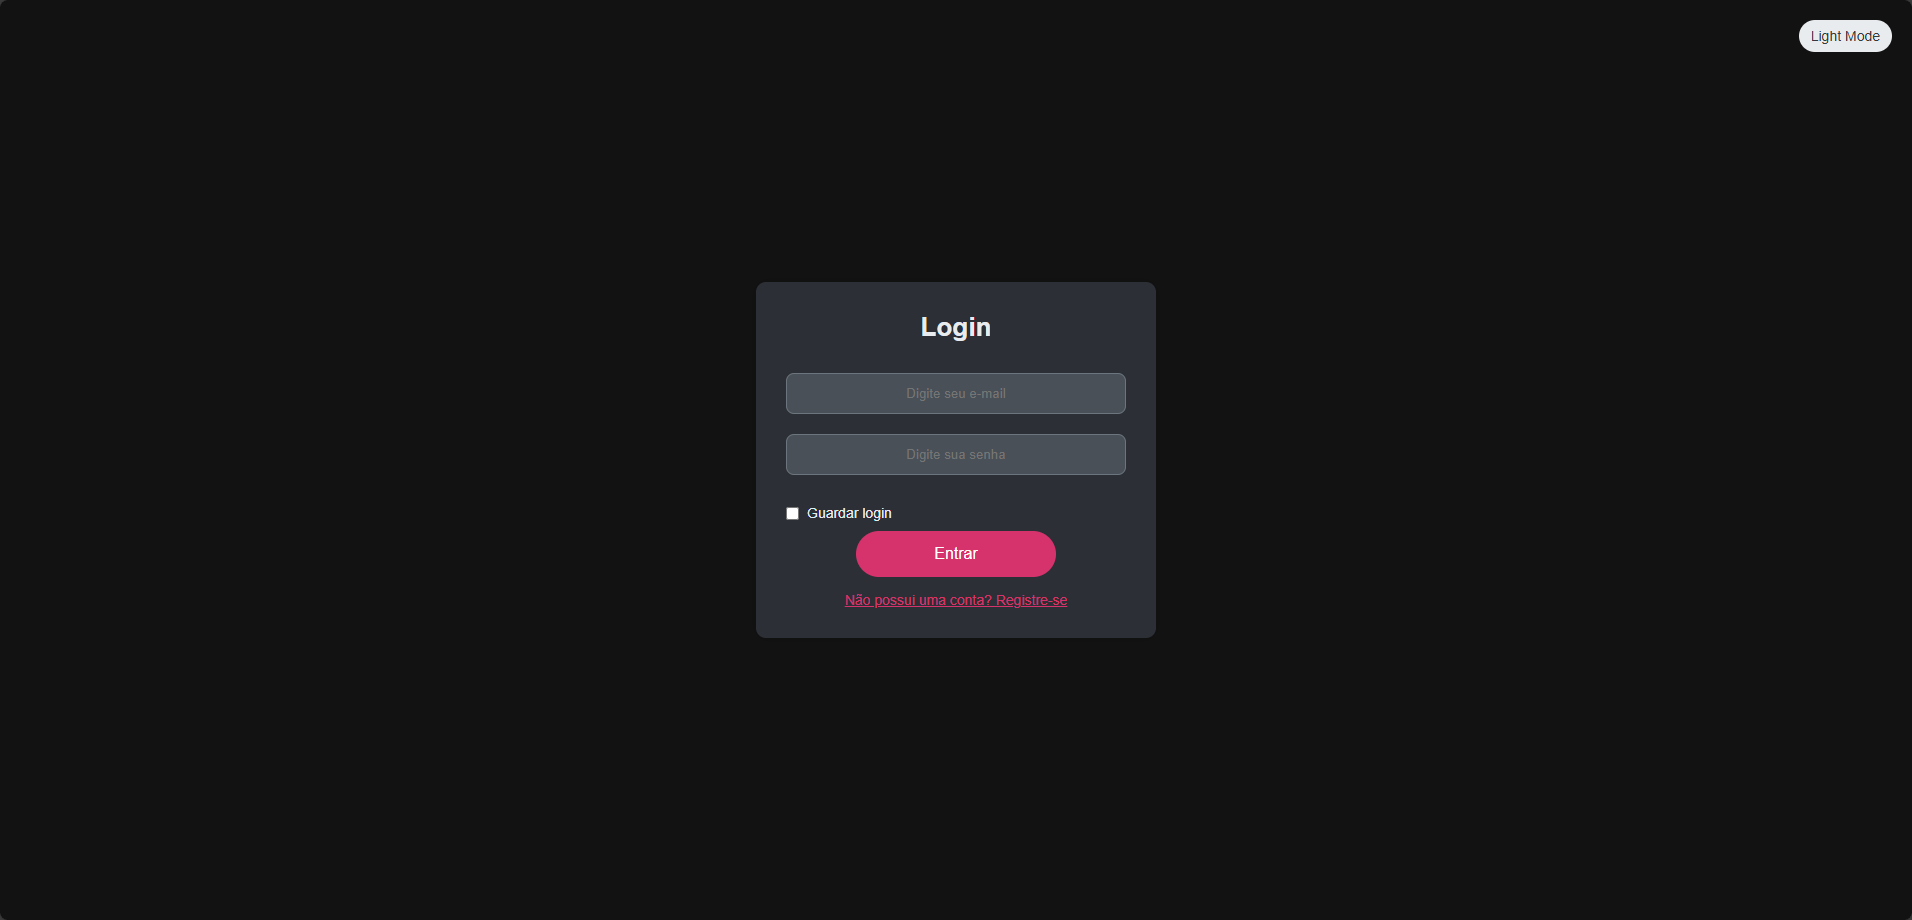 Light Mode
Login
Digite seu e-mail
Digite sua senha
Guardar login
Entrar
Não possui uma conta? Registre-se